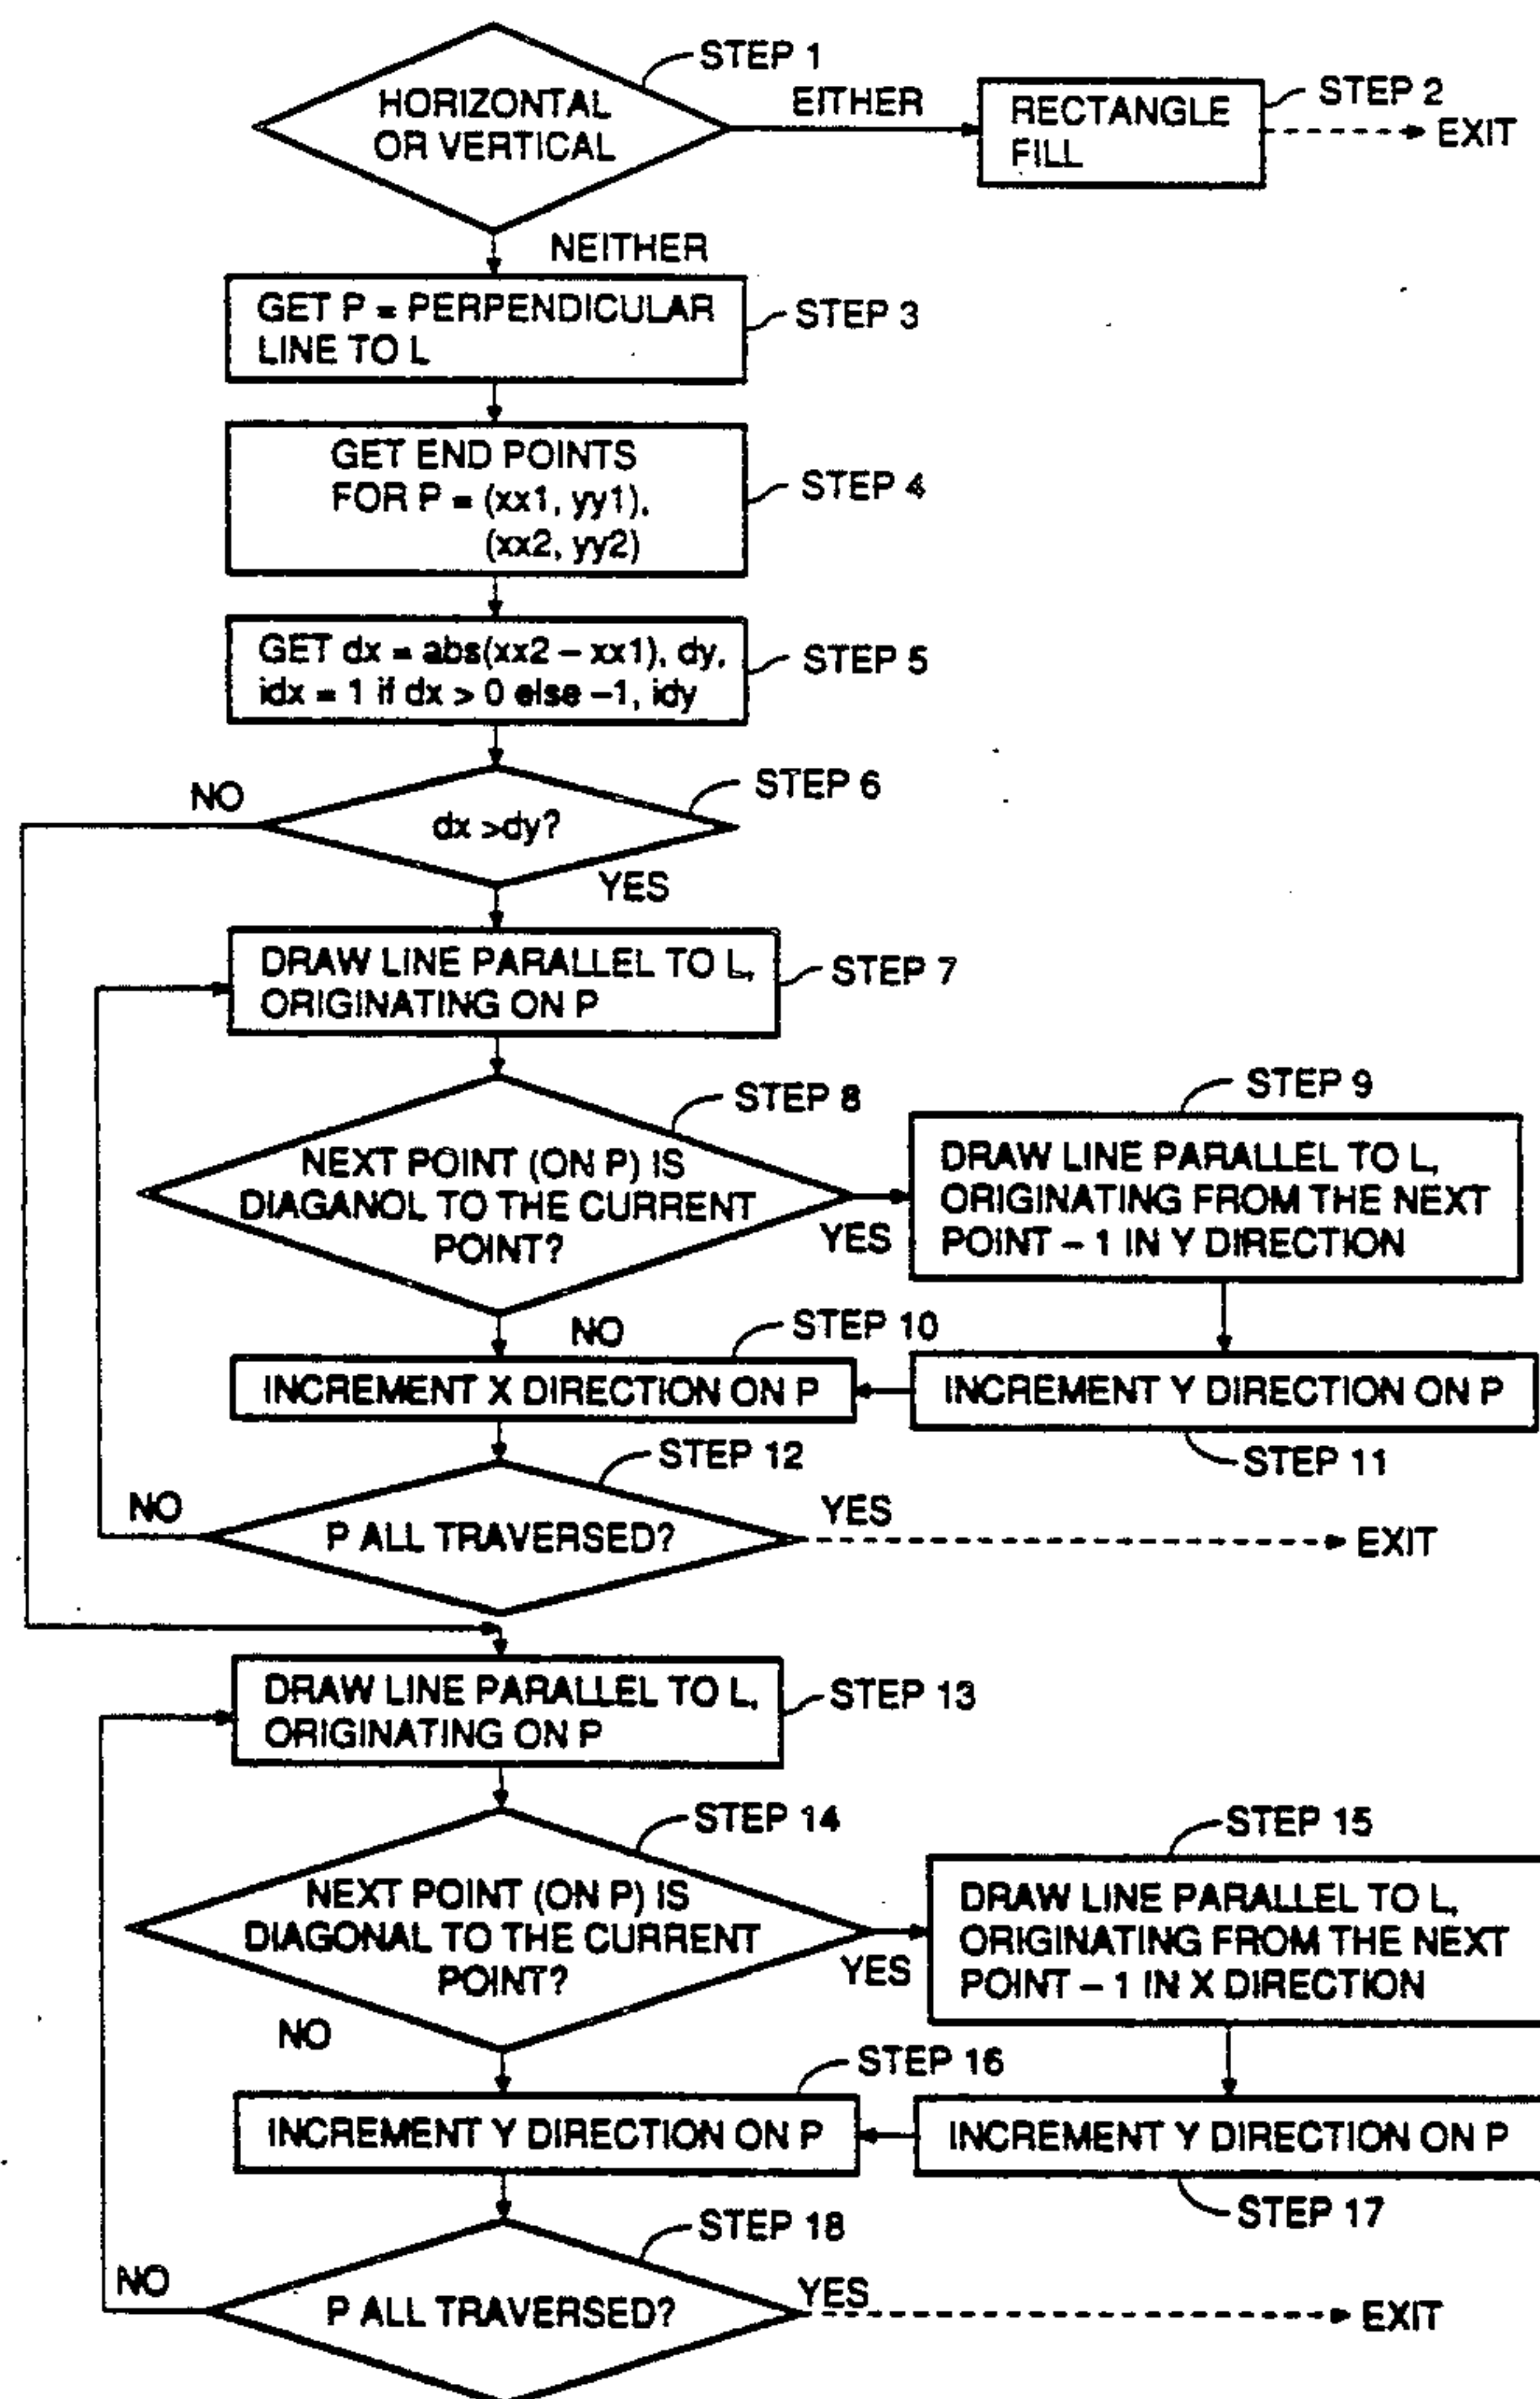 STEP 1
HORIZONTAL
OR VERTICAL
EITHER
RECTANGLE
FILL
STEP 2
EXIT
NEITHER
GET P = PERPENDICULAR
LINE TO L
STEP 3
GET END POINTS
FOR P = (xx1, yy1),
(xx2, yy2)
STEP 4
GET dx = abs(xx2 – xx1), dy,
idx = 1 if dx > 0 else –1, idy
STEP 5
NO
STEP 6
dx >dy?
YES
DRAW LINE PARALLEL TO L,
ORIGINATING ON P
STEP 7
STEP 8
NEXT POINT (ON P) IS
DIAGANOL TO THE CURRENT
POINT?
YES
STEP 9
DRAW LINE PARALLEL TO L,
ORIGINATING FROM THE NEXT
POINT – 1 IN Y DIRECTION
NO
STEP 10
INCREMENT X DIRECTION ON P
INCREMENT Y DIRECTION ON P
STEP 11
STEP 12
NO
P ALL TRAVERSED?
YES
EXIT
DRAW LINE PARALLEL TO L,
ORIGINATING ON P
STEP 13
STEP 14
NEXT POINT (ON P) IS
DIAGONAL TO THE CURRENT
POINT?
YES
STEP 15
DRAW LINE PARALLEL TO L,
ORIGINATING FROM THE NEXT
POINT – 1 IN X DIRECTION
NO
STEP 16
INCREMENT Y DIRECTION ON P
INCREMENT Y DIRECTION ON P
STEP 17
STEP 18
NO
P ALL TRAVERSED?
YES
EXIT